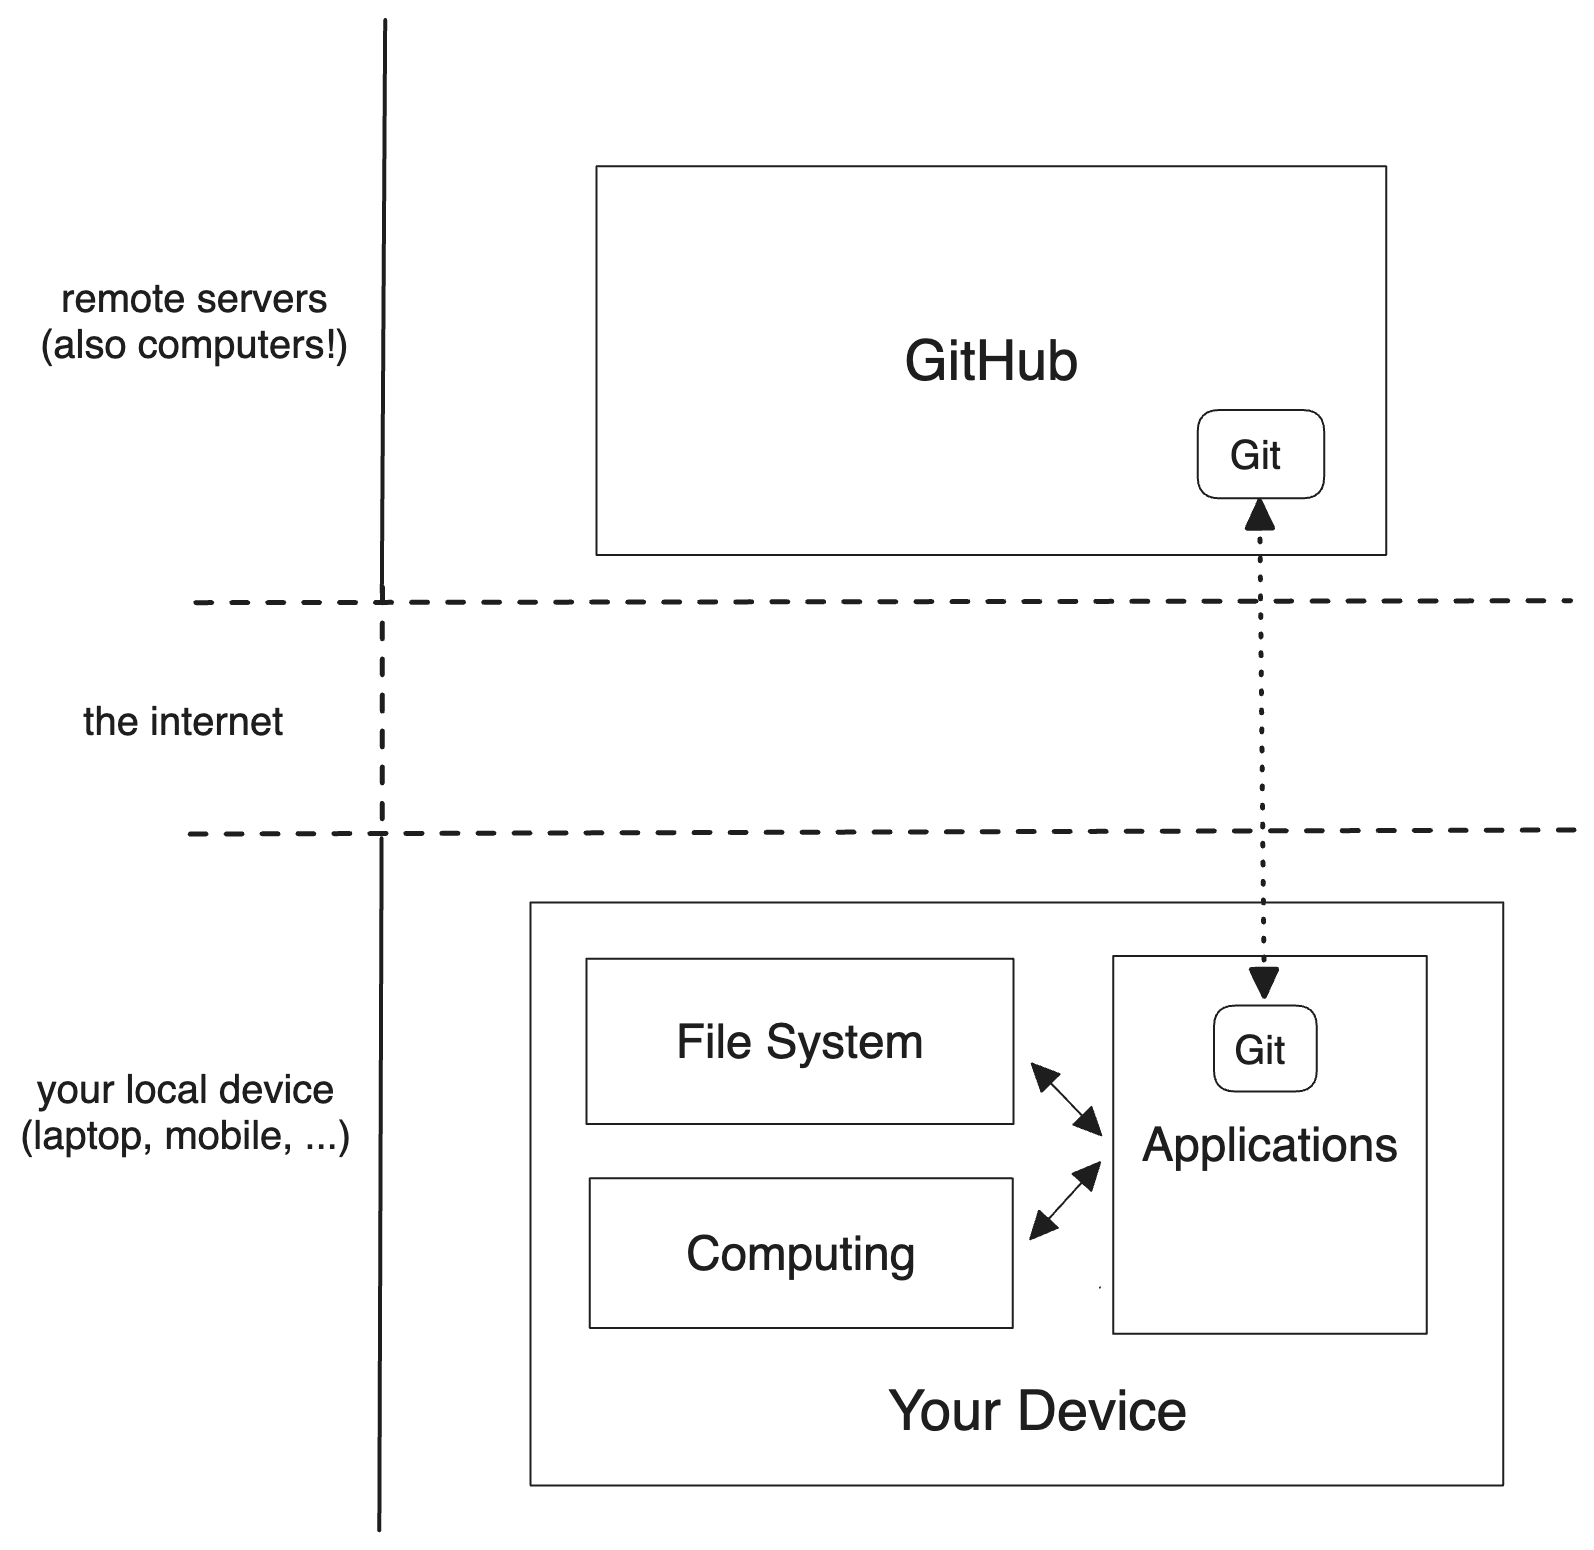 remote servers
(also computers!)
GitHub
Git
the internet
your local device
(laptop, mobile, ...)
File System
Git
Applications
Computing
Your Device